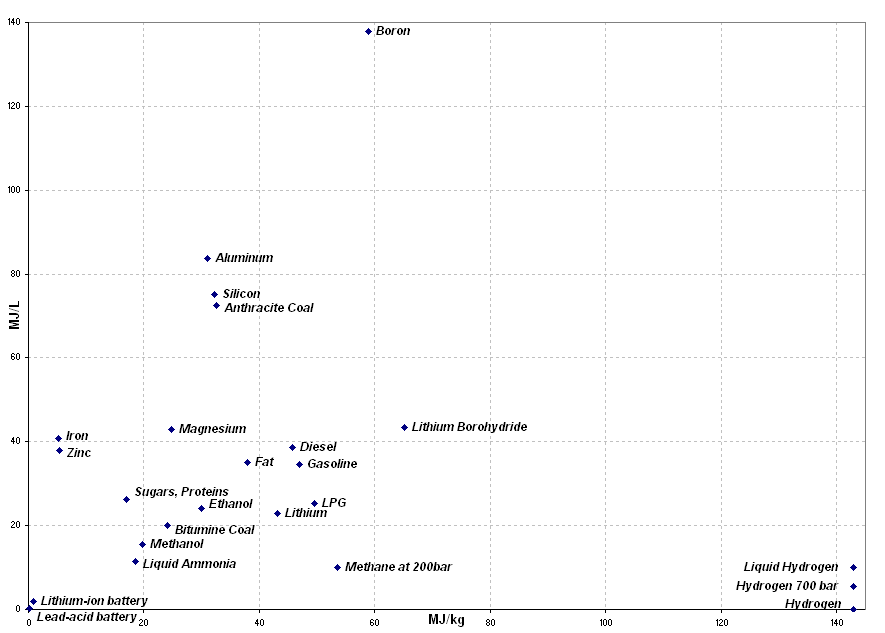 140
Boron
120
100
80
Aluminum
Silicon
Anthracite Coal
MJ/L
60
40
Iron
Zinc
Magnesium
Lithium Borohydride
Diesel
Fat
Gasoline
Sugars, Proteins
Ethanol
LPG
Lithium
20
Bitumine Coal
Methanol
Liquid Ammonia
Methane at 200bar
Liquid Hydrogen
Hydrogen 700 bar
Hydrogen
0
Lithium-ion battery
Lead-acid battery
0 20 40 60 80 100 120 140
MJ/kg